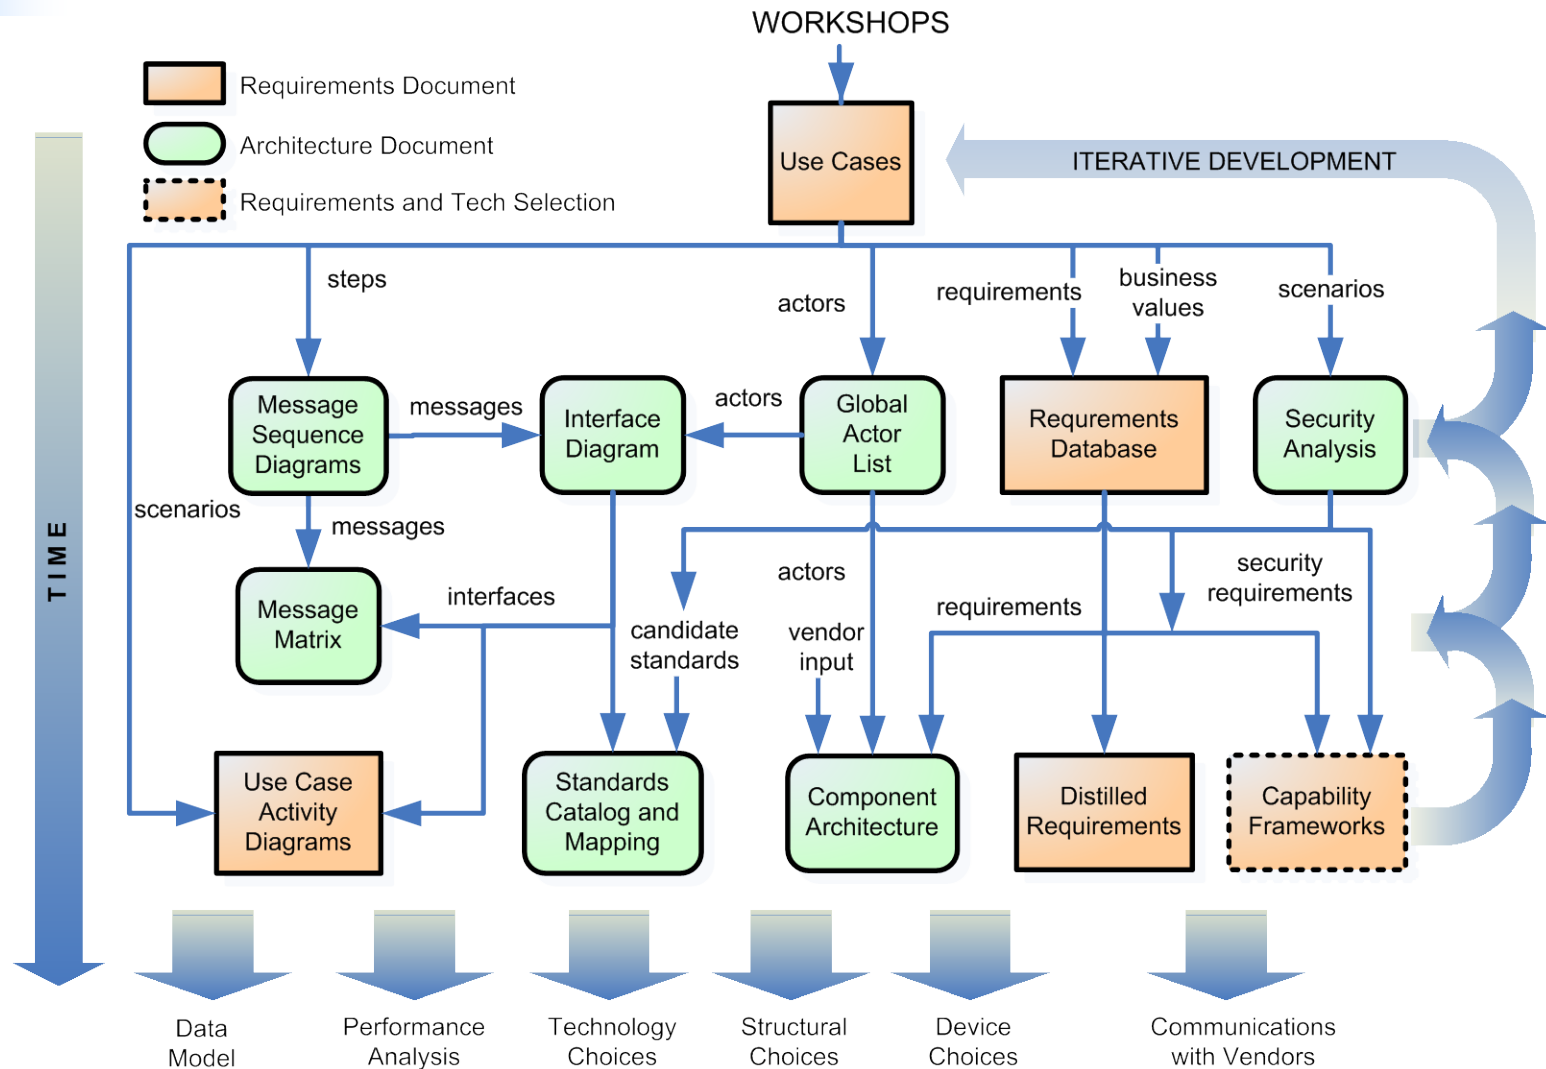 WORKSHOPS
Requirements Document
Architecture Document
Requirements and Tech Selection
Use Cases
ITERATIVE DEVELOPMENT
steps
actors
requirements
business
values
scenarios
Message
Sequence
Diagrams
messages
Interface
Diagram
actors
Global
Actor
List
Requrements
Database
Security
Analysis
TIME
scenarios
messages
Message
Matrix
interfaces
candidate
standards
actors
vendor
input
requirements
security
requirements
Use Case
Activity
Diagrams
Standards
Catalog and
Mapping
Component
Architecture
Distilled
Requirements
Capability
Frameworks
Data
Model
Performance
Analysis
Technology
Choices
Structural
Choices
Device
Choices
Communications
with Vendors